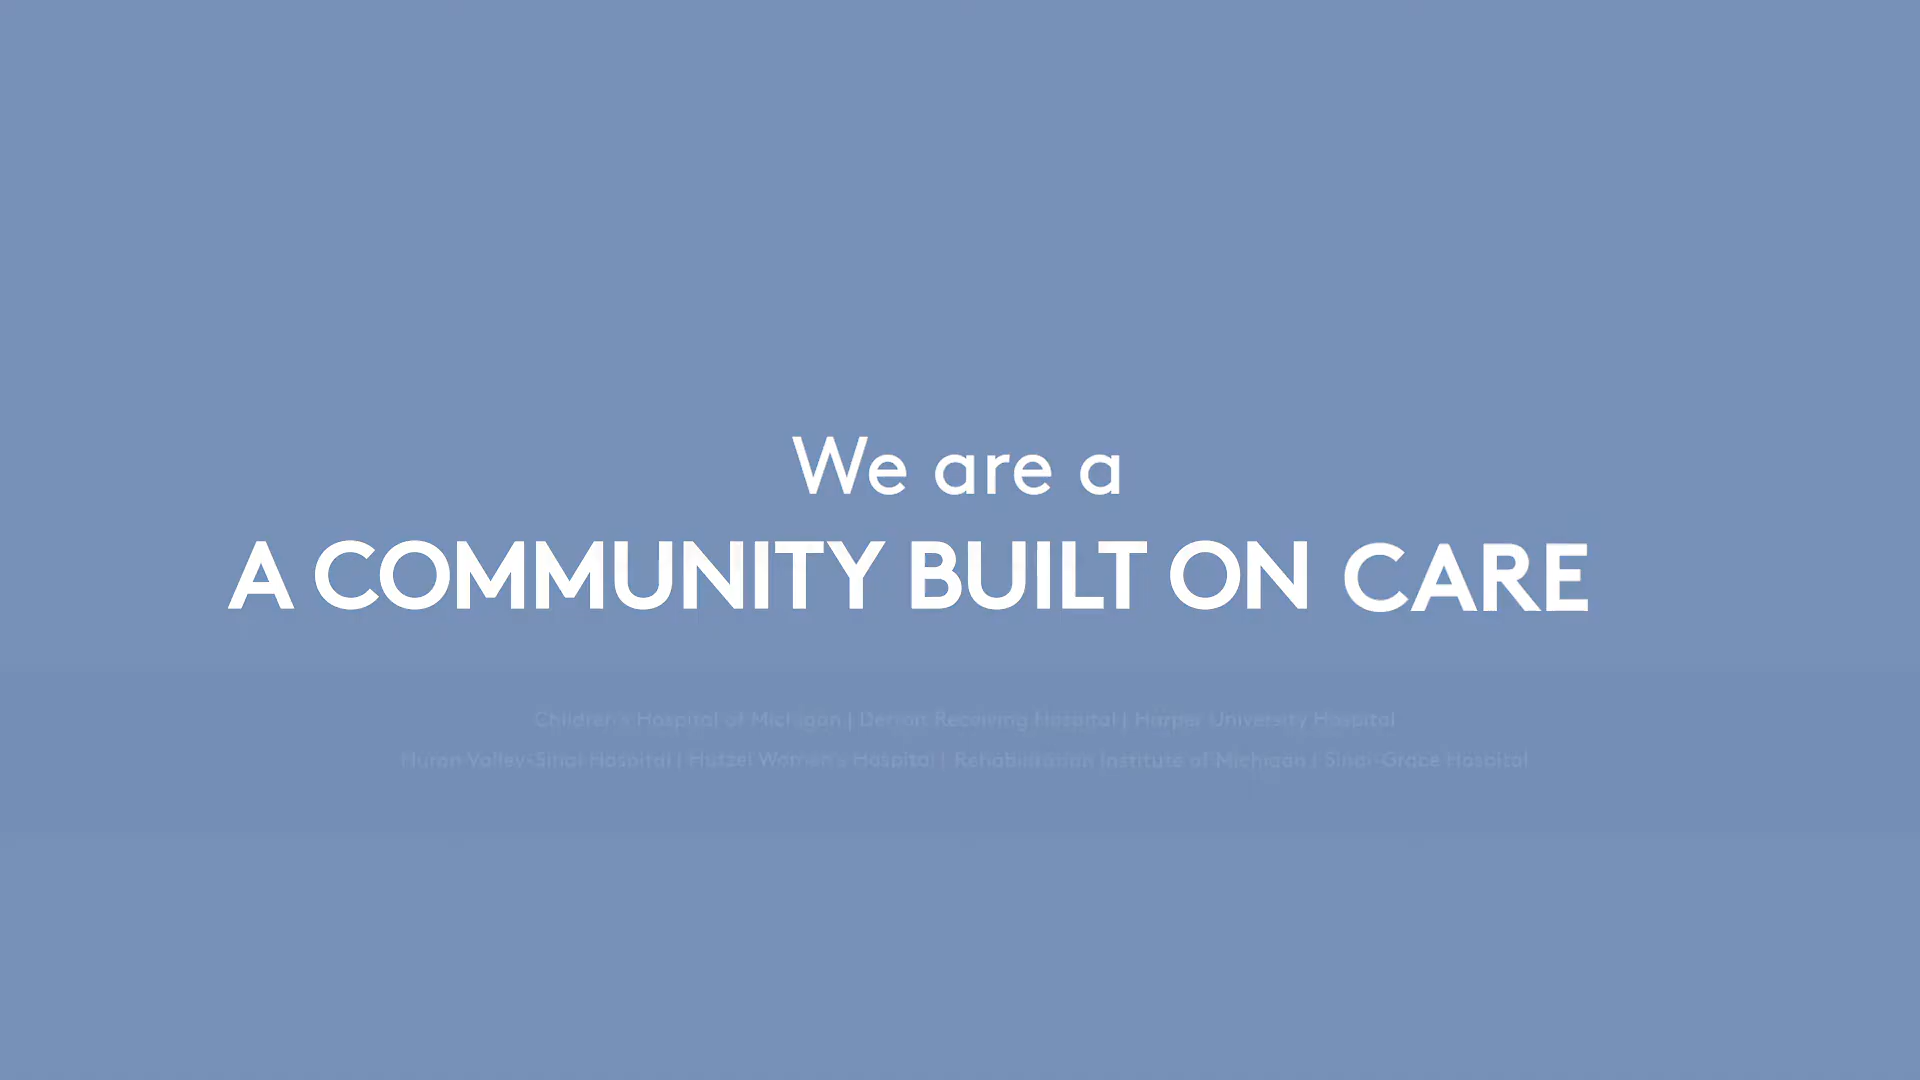 We are a
A COMMUNITY BUILT ON CARE
Children's Hospital of Michigan | Detroit Receiving Hospital | Harper University Hospital
Huron Valley-Sinai Hospital | Hutzel Women's Hospital | Rehabilitation Institute of Michigan | Sinai-Grace Hospital